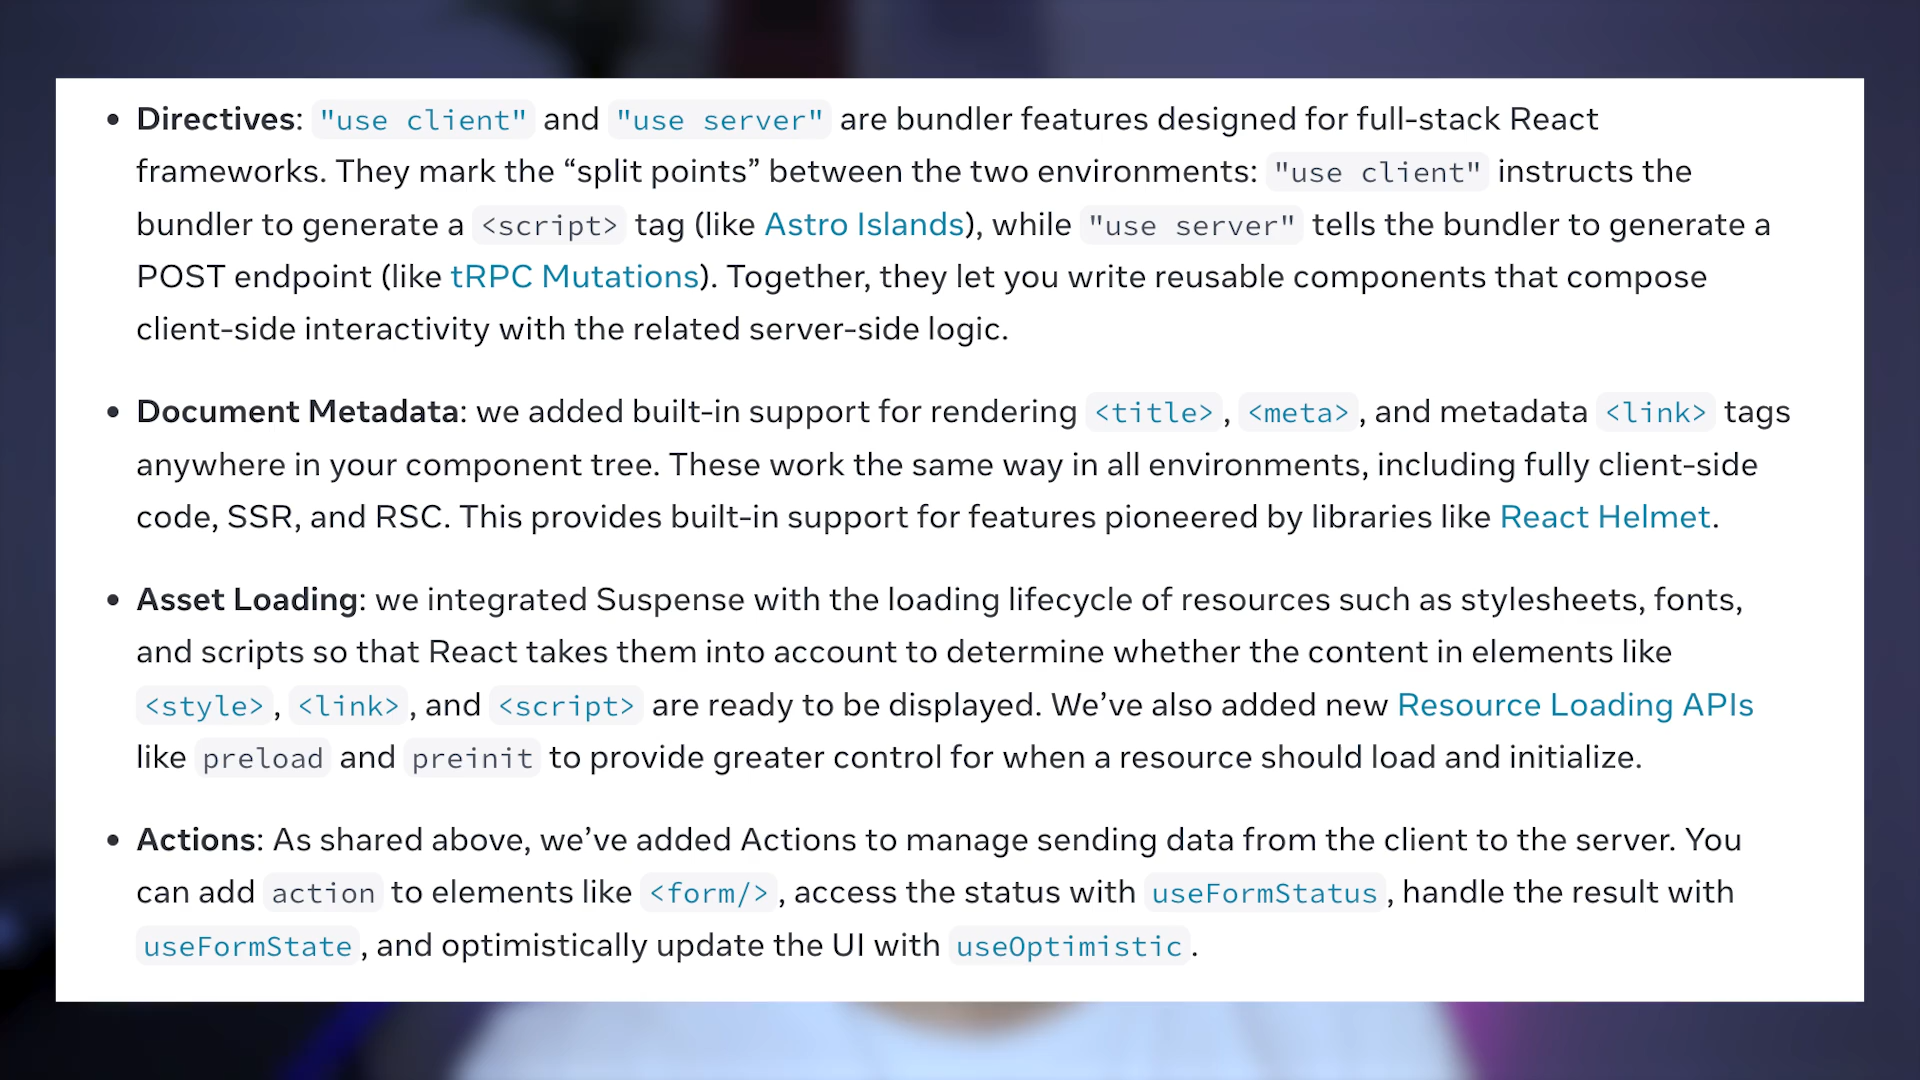 • Directives: "use client" and "use server" are bundler features designed for full-stack React
frameworks. They mark the “split points” between the two environments: "use client" instructs the
bundler to generate a <script> tag (like Astro Islands), while "use server" tells the bundler to generate a
POST endpoint (like tRPC Mutations). Together, they let you write reusable components that compose
client-side interactivity with the related server-side logic.
• Document Metadata: we added built-in support for rendering <title>, <meta>, and metadata <link> tags
anywhere in your component tree. These work the same way in all environments, including fully client-side
code, SSR, and RSC. This provides built-in support for features pioneered by libraries like React Helmet.
• Asset Loading: we integrated Suspense with the loading lifecycle of resources such as stylesheets, fonts,
and scripts so that React takes them into account to determine whether the content in elements like
<style>, <link>, and <script> are ready to be displayed. We’ve also added new Resource Loading APIs
like preload and preinit to provide greater control for when a resource should load and initialize.
• Actions: As shared above, we’ve added Actions to manage sending data from the client to the server. You
can add action to elements like <form/>, access the status with useFormStatus, handle the result with
useFormState, and optimistically update the UI with useOptimistic.